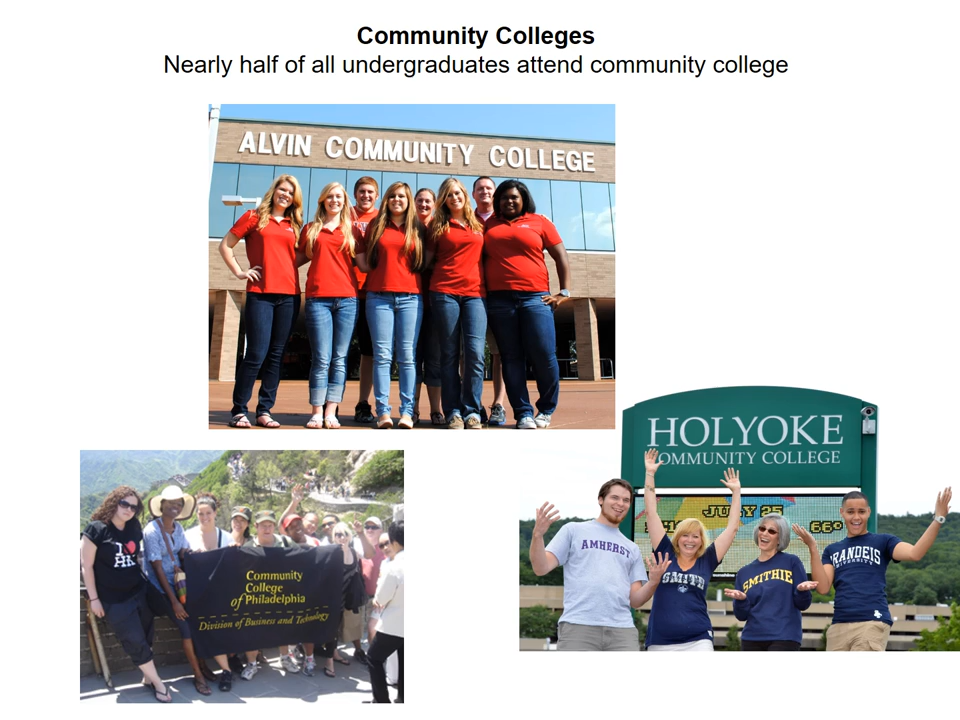 Community Colleges
Nearly half of all undergraduates attend community college
ALVIN COMMUNITY COLLEGE
HOLYOKE
COMMUNITY COLLEGE
JULY 25
66°
AMHERST
SMITH
SMITHIE
BRANDEIS
UNIVERSITY
I
HK
Community
College
of Philadelphia
Division of Business and Technology